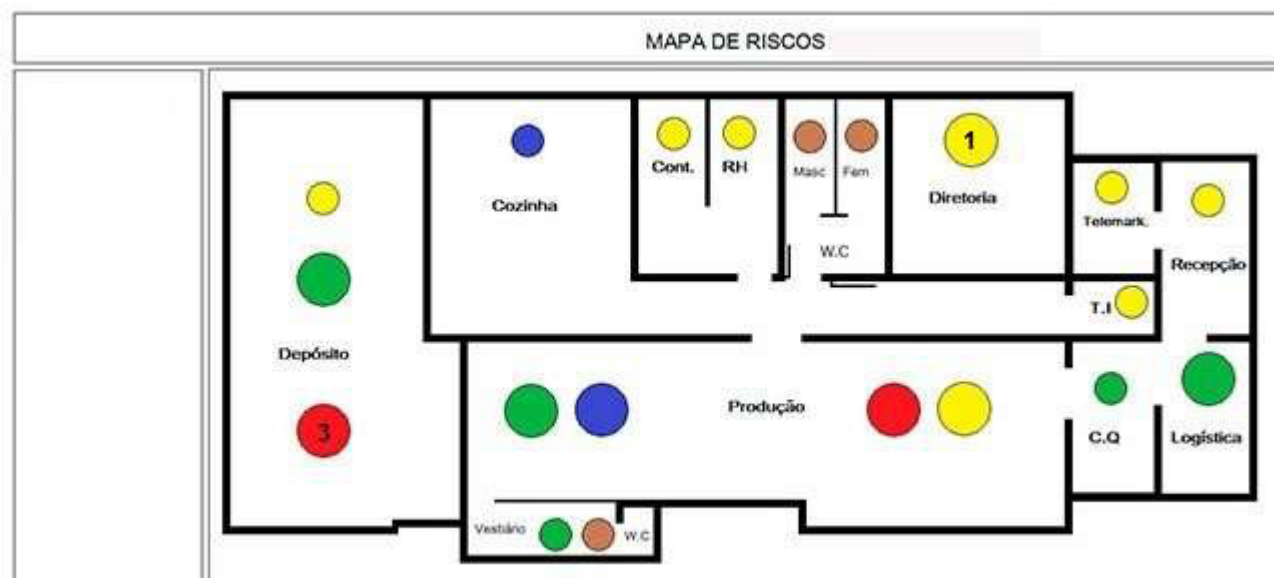 MAPA DE RISCOS
1
Cont.
RH
Masc
Fem
Diretoria
Cozinha
Telemark.
W.C
Recepção
T.I
Depósito
Produção
3
C.Q
Logística
Vestiário
W.C